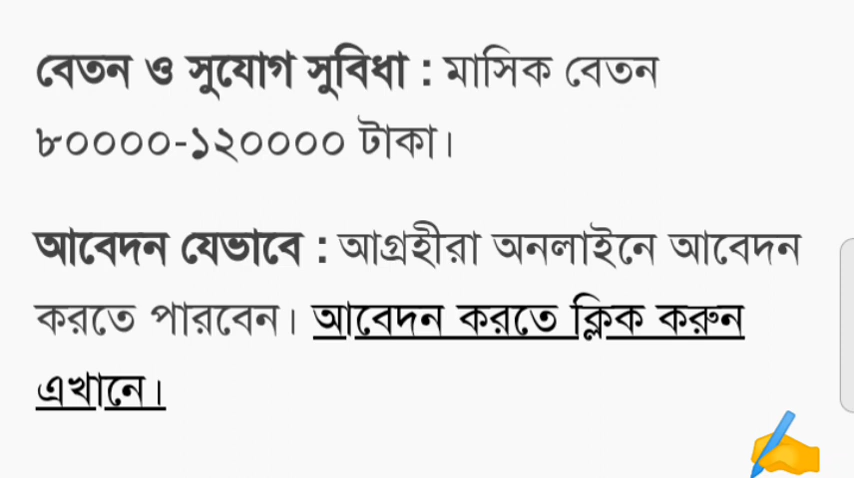 বেতন ও সুযোগ সুবিধা : মাসিক বেতন
৮০০০০-১২০০০০ টাকা।
আবেদন যেভাবে : আগ্রহীরা অনলাইনে আবেদন
করতে পারবেন। আবেদন করতে ক্লিক করুন
এখানে।